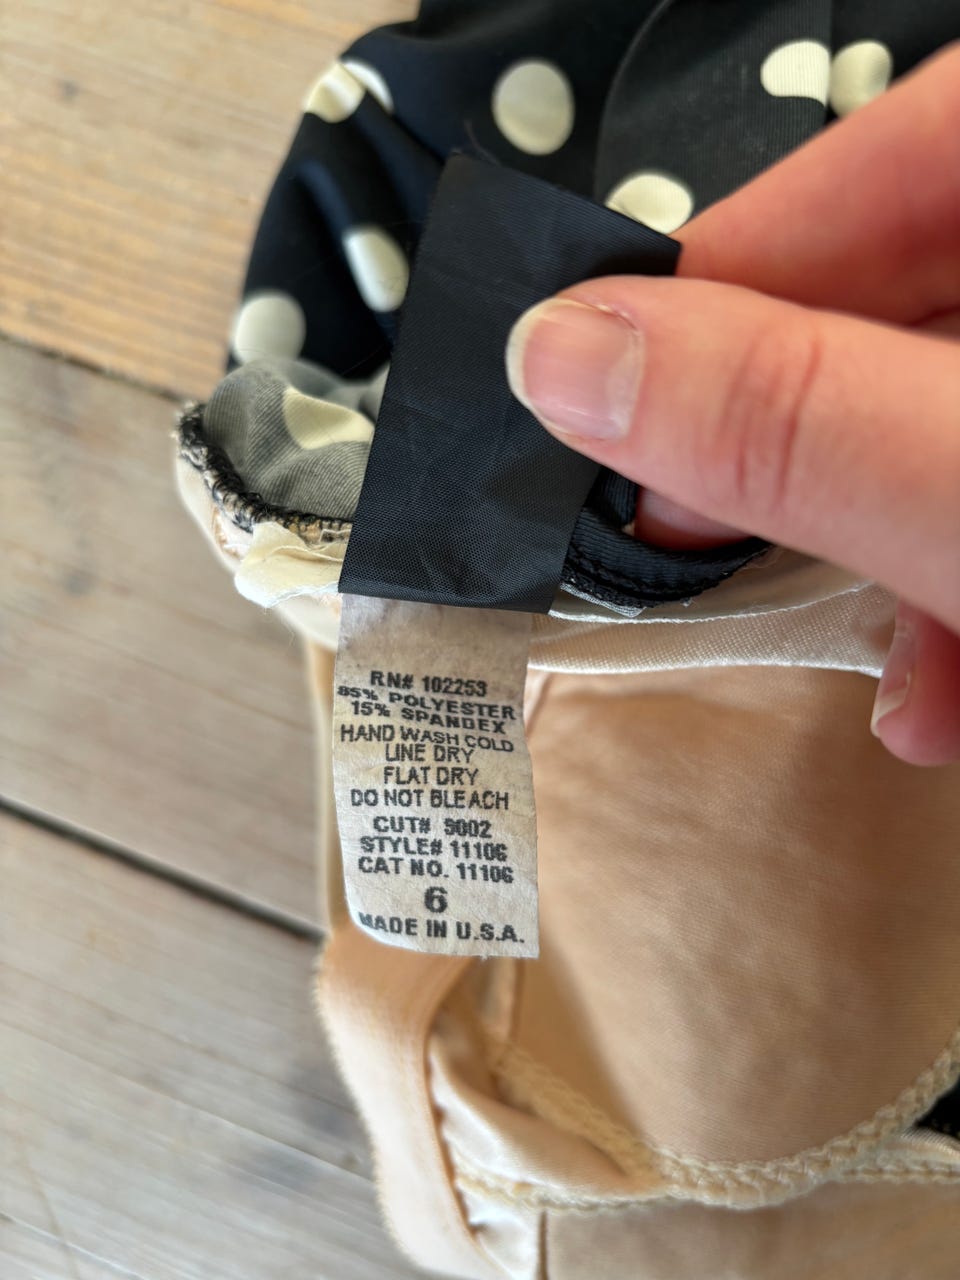 RN# 102253
85% POLYESTER
15% SPANDEX
HAND WASH COLD
LINE DRY
FLAT DRY
DO NOT BLEACH
CUT# 5002
STYLE# 11106
CAT NO. 11106
6
MADE IN U.S.A.